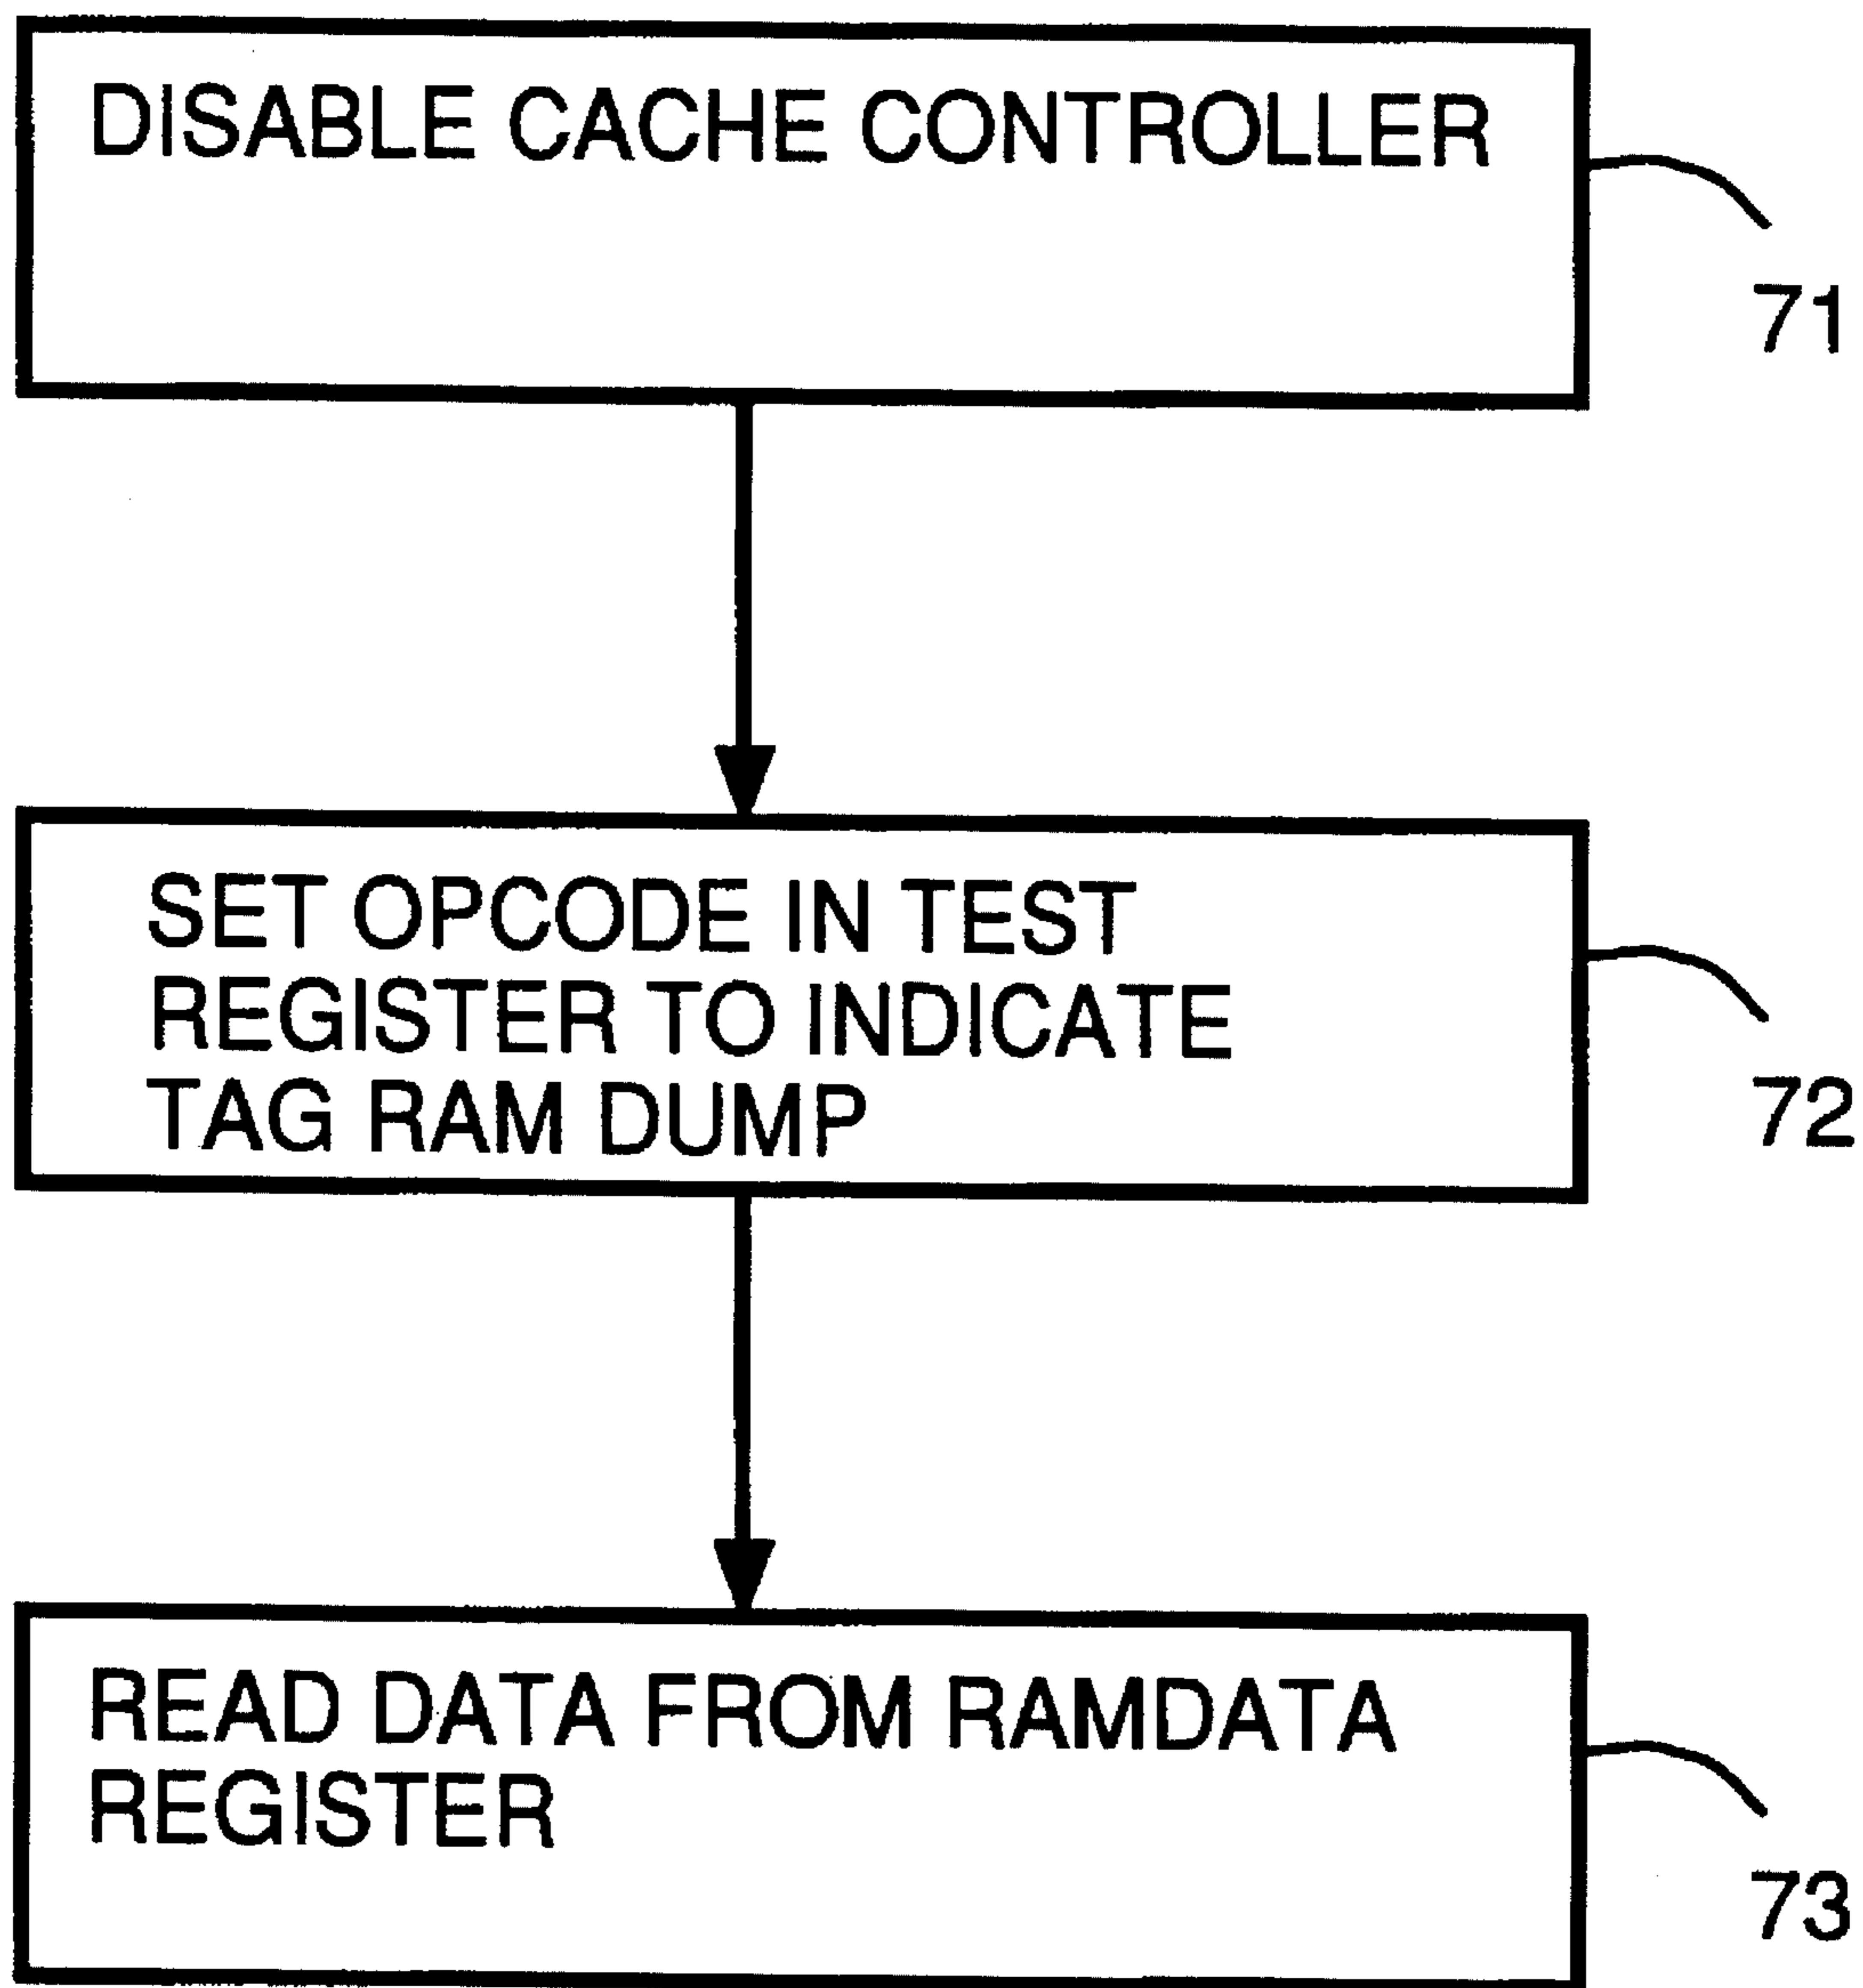 DISABLE CACHE CONTROLLER
71
SET OPCODE IN TEST
REGISTER TO INDICATE
TAG RAM DUMP
72
READ DATA FROM RAMDATA
REGISTER
73